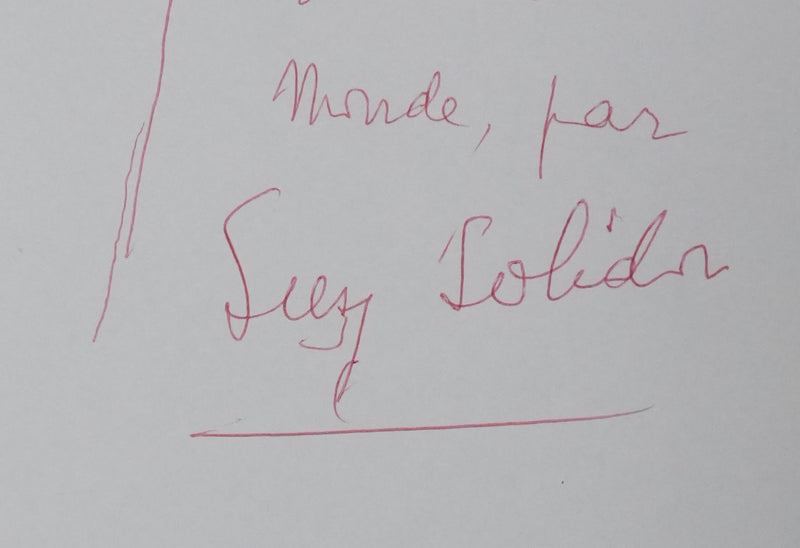 Monde, par
Suzy Solidor